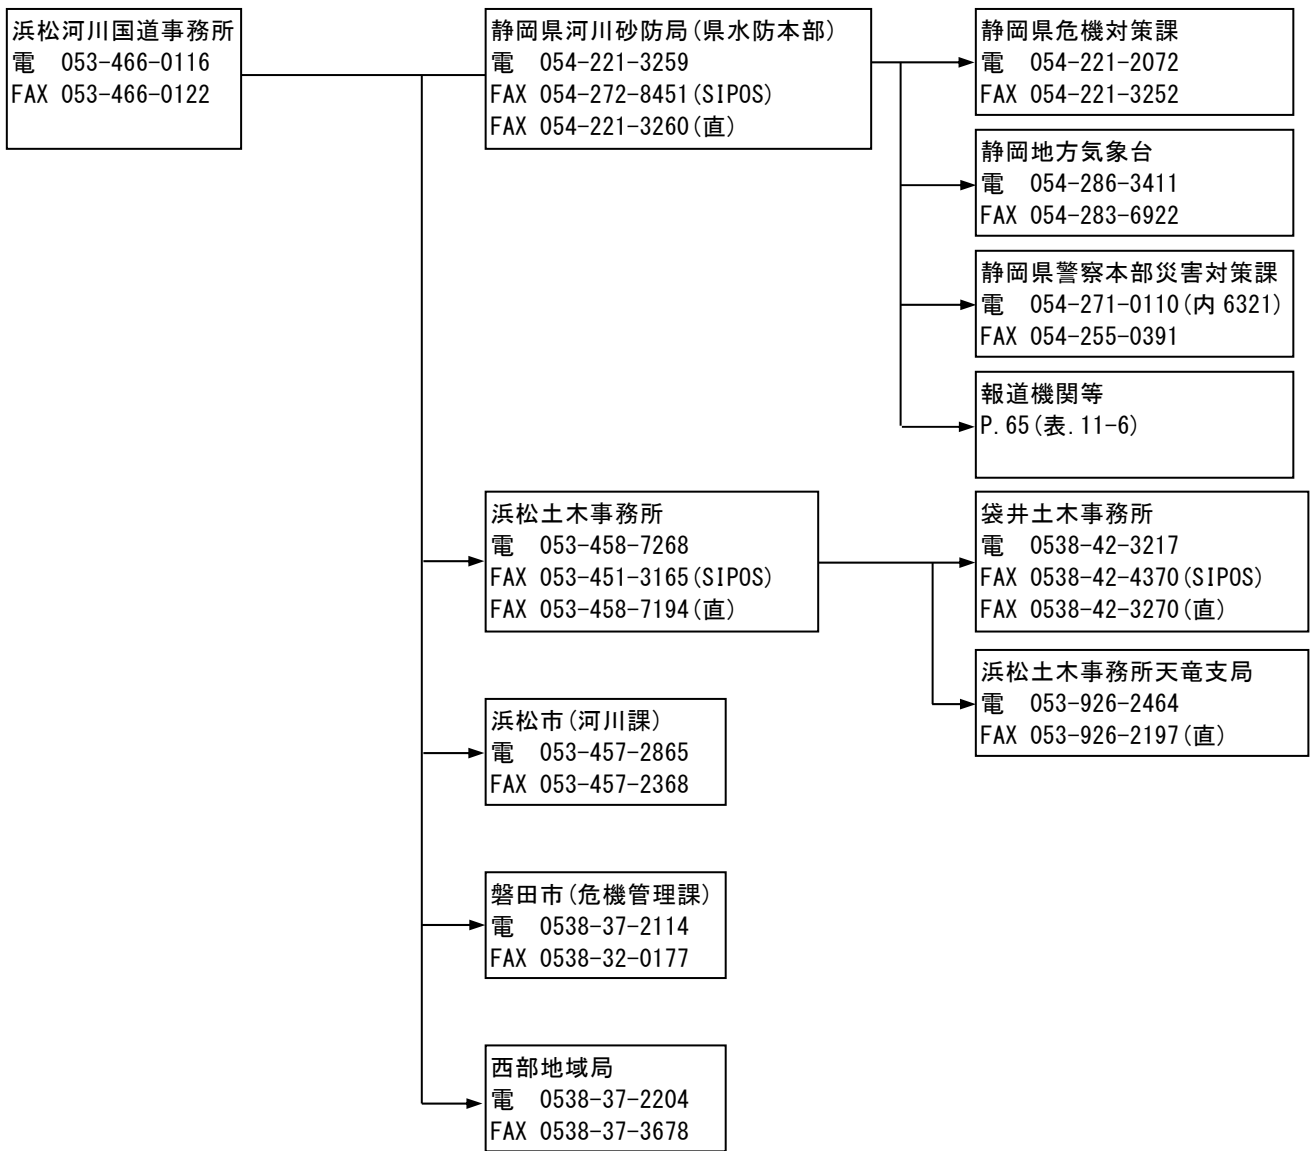 浜松河川国道事務所
電　053-466-0116
FAX 053-466-0122
静岡県河川砂防局(県水防本部)
電　054-221-3259
FAX 054-272-8451(SIPOS)
FAX 054-221-3260(直)
静岡県危機対策課
電　054-221-2072
FAX 054-221-3252
静岡地方気象台
電　054-286-3411
FAX 054-283-6922
静岡県警察本部災害対策課
電　054-271-0110(内 6321)
FAX 054-255-0391
報道機関等
P.65(表.11-6)
浜松土木事務所
電　053-458-7268
FAX 053-451-3165(SIPOS)
FAX 053-458-7194(直)
袋井土木事務所
電　0538-42-3217
FAX 0538-42-4370(SIPOS)
FAX 0538-42-3270(直)
浜松土木事務所天竜支局
電　053-926-2464
FAX 053-926-2197(直)
浜松市(河川課)
電　053-457-2865
FAX 053-457-2368
磐田市(危機管理課)
電　0538-37-2114
FAX 0538-32-0177
西部地域局
電　0538-37-2204
FAX 0538-37-3678